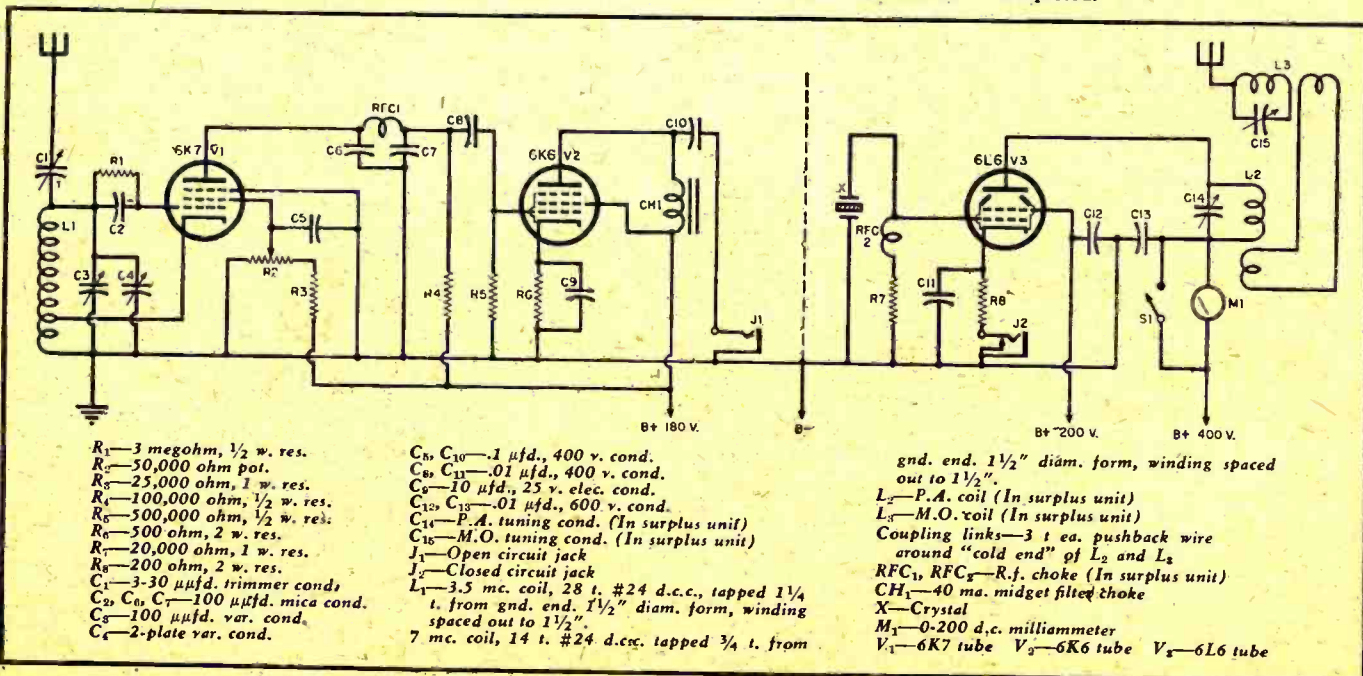 C1
T
L1
R1
C2
C3
C4
6K7 V1
C5
R2
R3
RFC1
C6
C7
C8
R4
R5
6K6 V2
R6
C9
CH1
C10
J1
B+ 180 V.
B-
X
RFC
2
R7
6L6 V3
C11
R8
J2
C12
C13
B+ 200 V.
C14
L2
S1
M1
B+ 400 V.
L3
C15
R₁—3 megohm, ½ w. res.
R₂—50,000 ohm pot.
R₃—25,000 ohm, 1 w. res.
R₄—100,000 ohm, ½ w. res.
R₅—500,000 ohm, ½ w. res.
R₆—500 ohm, 2 w. res.
R₇—20,000 ohm, 1 w. res.
R₈—200 ohm, 2 w. res.
C₁—3-30 μμfd. trimmer cond.
C₂, C₆, C₇—100 μμfd. mica cond.
C₃—100 μμfd. var. cond.
C₄—2-plate var. cond.
C₅, C₁₀—.1 μfd., 400 v. cond.
C₈, C₁₁—.01 μfd., 400 v. cond.
C₉—10 μfd., 25 v. elec. cond.
C₁₂, C₁₃—.01 μfd., 600 v. cond.
C₁₄—P.A. tuning cond. (In surplus unit)
C₁₅—M.O. tuning cond. (In surplus unit)
J₁—Open circuit jack
J₂—Closed circuit jack
L₁—3.5 mc. coil, 28 t. #24 d.c.c., tapped 1¼
t. from gnd. end. 1½" diam. form, winding
spaced out to 1½".
7 mc. coil, 14 t. #24 d.c.c. tapped ¾ t. from
gnd. end. 1½" diam. form, winding spaced
out to 1½".
L₂—P.A. coil (In surplus unit)
L₃—M.O. coil (In surplus unit)
Coupling links—3 t ea. pushback wire
around "cold end" of L₂ and L₃
RFC₁, RFC₂—R.f. choke (In surplus unit)
CH₁—40 ma. midget filter choke
X—Crystal
M₁—0-200 d.c. milliammeter
V₁—6K7 tube V₂—6K6 tube V₃—6L6 tube